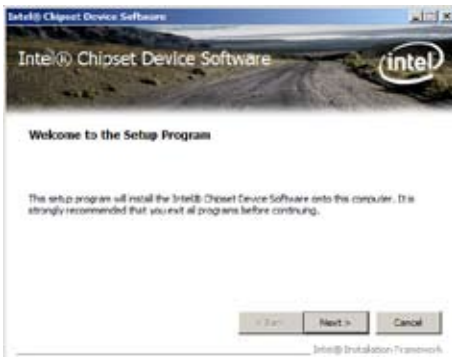 Intel® Chipset Device Software
Intel® Chipset Device Software
intel
Welcome to the Setup Program
This setup program will install the Intel® Chipset Device Software onto this computer. It is
strongly recommended that you exit all programs before continuing.
< Back
Next >
Cancel
Intel® Installation Framework